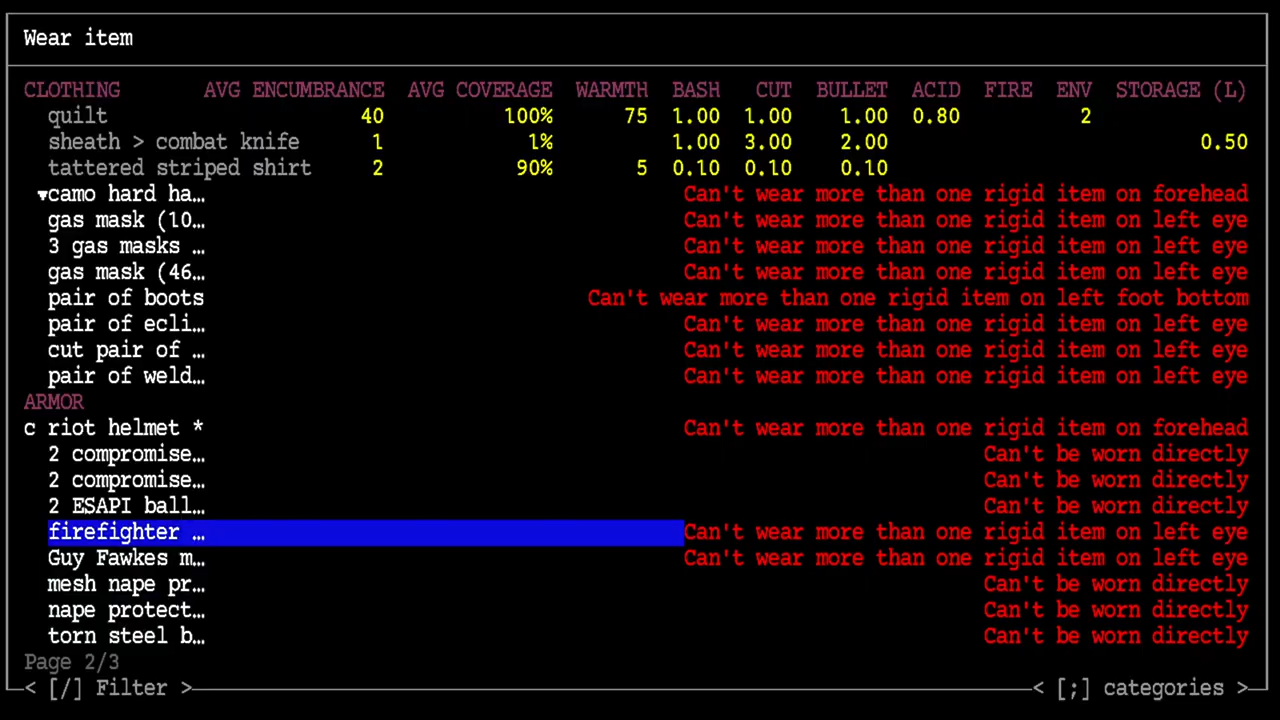 Wear item
CLOTHING AVG ENCUMBRANCE AVG COVERAGE WARMTH BASH CUT BULLET ACID FIRE ENV STORAGE (L)
quilt 40 100% 75 1.00 1.00 1.00 0.80 2
sheath > combat knife 1 1% 1.00 3.00 2.00 0.50
tattered striped shirt 2 90% 5 0.10 0.10 0.10
▼camo hard ha… Can't wear more than one rigid item on forehead
gas mask (10… Can't wear more than one rigid item on left eye
3 gas masks … Can't wear more than one rigid item on left eye
gas mask (46… Can't wear more than one rigid item on left eye
pair of boots Can't wear more than one rigid item on left foot bottom
pair of ecli… Can't wear more than one rigid item on left eye
cut pair of … Can't wear more than one rigid item on left eye
pair of weld… Can't wear more than one rigid item on left eye
ARMOR
c riot helmet * Can't wear more than one rigid item on forehead
2 compromise… Can't be worn directly
2 compromise… Can't be worn directly
2 ESAPI ball… Can't be worn directly
firefighter … Can't wear more than one rigid item on left eye
Guy Fawkes m… Can't wear more than one rigid item on left eye
mesh nape pr… Can't be worn directly
nape protect… Can't be worn directly
torn steel b… Can't be worn directly
Page 2/3
< [/] Filter > < [;] categories >